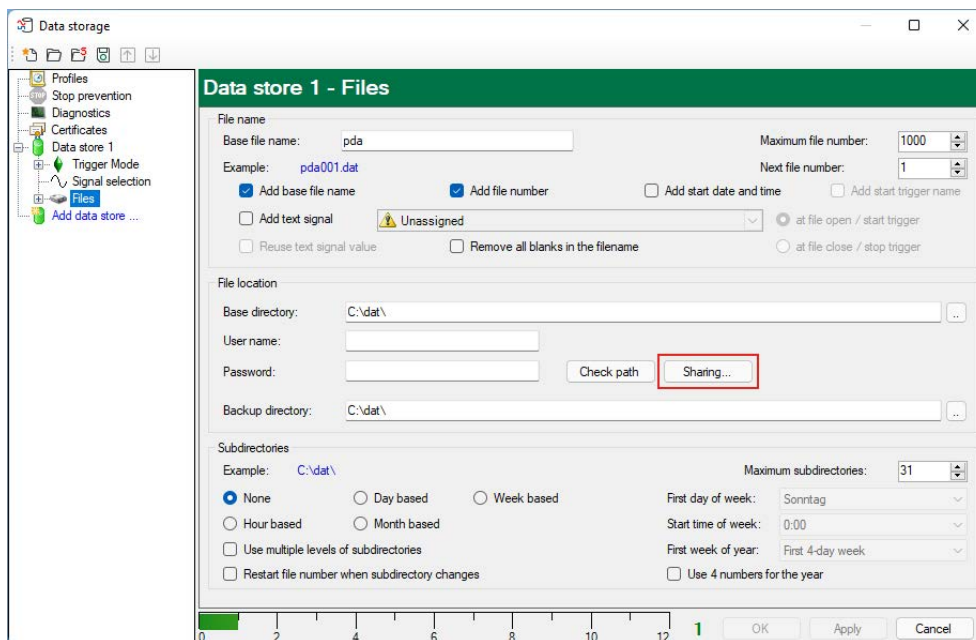 Data storage
Profiles
Stop prevention
Diagnostics
Certificates
Data store 1
Trigger Mode
Signal selection
Files
Add data store ...
Data store 1 - Files
File name
Base file name: pda Maximum file number: 1000
Example: pda001.dat Next file number: 1
Add base file name Add file number Add start date and time Add start trigger name
Add text signal Unassigned at file open / start trigger
Reuse text signal value Remove all blanks in the filename at file close / stop trigger
File location
Base directory: C:\dat\ ..
User name:
Password: Check path Sharing...
Backup directory: C:\dat\ ..
Subdirectories
Example: C:\dat\ Maximum subdirectories: 31
None Day based Week based First day of week: Sonntag
Hour based Month based Start time of week: 0:00
Use multiple levels of subdirectories First week of year: First 4-day week
Restart file number when subdirectory changes Use 4 numbers for the year
0 2 4 6 8 10 12 1 OK Apply Cancel